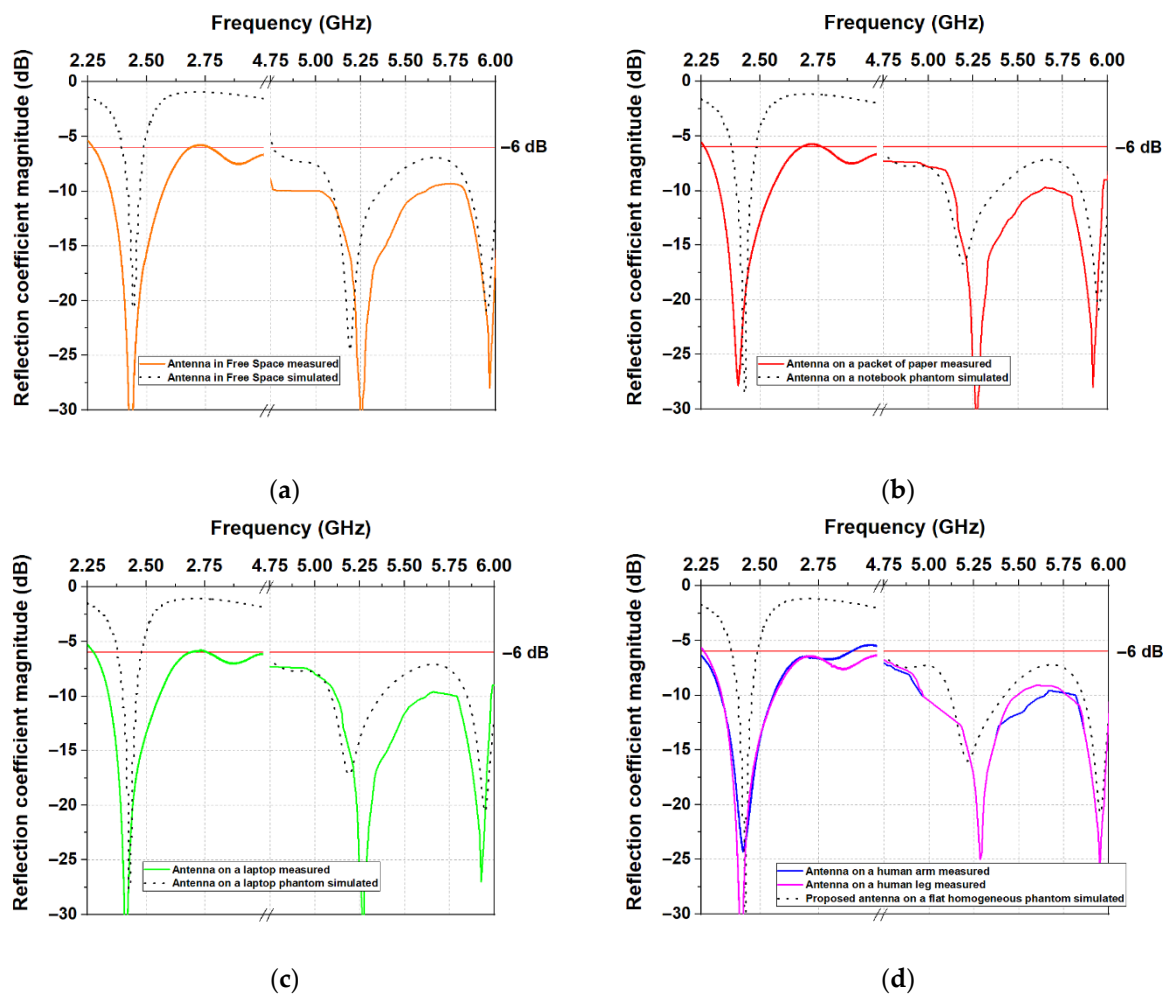 Frequency (GHz)
2.25 2.50 2.75 4.75 5.00 5.25 5.50 5.75 6.00
Reflection coefficient magnitude (dB)
0
−5
−10
−15
−20
−25
−30
−6 dB
Antenna in Free Space measured
Antenna in Free Space simulated
(a)
Frequency (GHz)
2.25 2.50 2.75 4.75 5.00 5.25 5.50 5.75 6.00
Reflection coefficient magnitude (dB)
0
−5
−10
−15
−20
−25
−30
−6 dB
Antenna on a packet of paper measured
Antenna on a notebook phantom simulated
(b)
Frequency (GHz)
2.25 2.50 2.75 4.75 5.00 5.25 5.50 5.75 6.00
Reflection coefficient magnitude (dB)
0
−5
−10
−15
−20
−25
−30
−6 dB
Antenna on a laptop measured
Antenna on a laptop phantom simulated
(c)
Frequency (GHz)
2.25 2.50 2.75 4.75 5.00 5.25 5.50 5.75 6.00
Reflection coefficient magnitude (dB)
0
−5
−10
−15
−20
−25
−30
−6 dB
Antenna on a human arm measured
Antenna on a human leg measured
Proposed antenna on a flat homogeneous phantom simulated
(d)